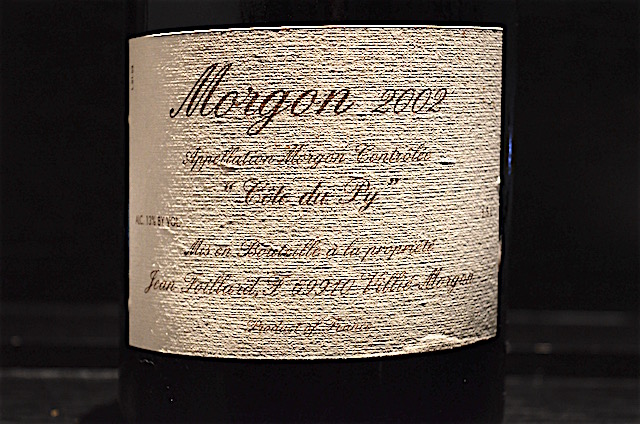 Morgon 2002
Appellation Morgon Controlée
"Côte du Py"
ALC. 13% BY VOL.
Mis en Bouteille à la propriété
Jean Foillard, F 69910 Villié-Morgon
Product of France